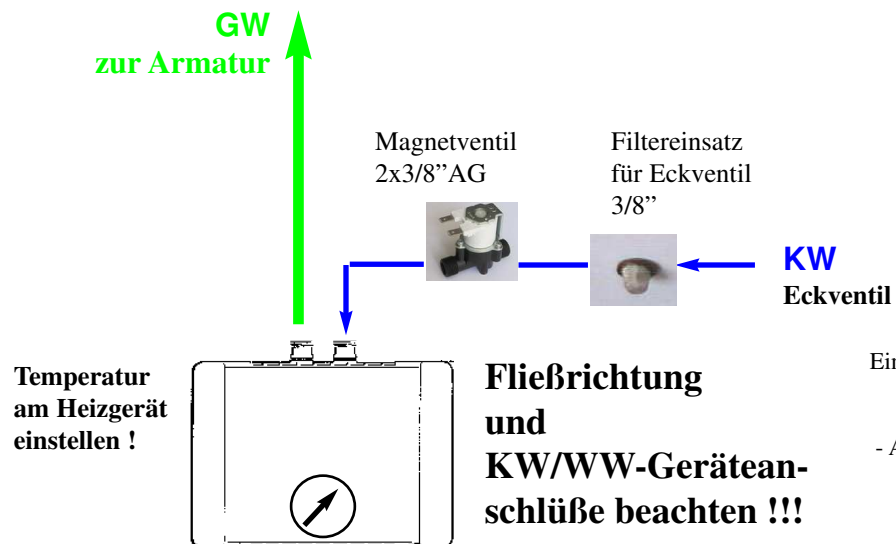 GW
zur Armatur
Magnetventil
2x3/8”AG
Filtereinsatz
für Eckventil
3/8”
KW
Eckventil
Temperatur
am Heizgerät
einstellen !
Fließrichtung
und
KW/WW-Gerätean-
schlüße beachten !!!